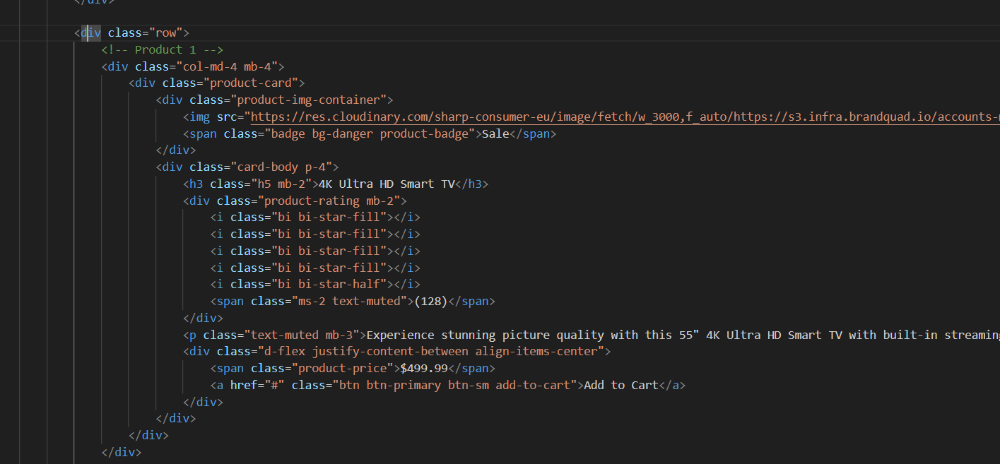 </div>
<div class="row">
<!-- Product 1 -->
<div class="col-md-4 mb-4">
<div class="product-card">
<div class="product-img-container">
<img src="https://res.cloudinary.com/sharp-consumer-eu/image/fetch/w_3000,f_auto/https://s3.infra.brandquad.io/accounts-
<span class="badge bg-danger product-badge">Sale</span>
</div>
<div class="card-body p-4">
<h3 class="h5 mb-2">4K Ultra HD Smart TV</h3>
<div class="product-rating mb-2">
<i class="bi bi-star-fill"></i>
<i class="bi bi-star-fill"></i>
<i class="bi bi-star-fill"></i>
<i class="bi bi-star-fill"></i>
<i class="bi bi-star-half"></i>
<span class="ms-2 text-muted">(128)</span>
</div>
<p class="text-muted mb-3">Experience stunning picture quality with this 55" 4K Ultra HD Smart TV with built-in streaming
<div class="d-flex justify-content-between align-items-center">
<span class="product-price">$499.99</span>
<a href="#" class="btn btn-primary btn-sm add-to-cart">Add to Cart</a>
</div>
</div>
</div>
</div>